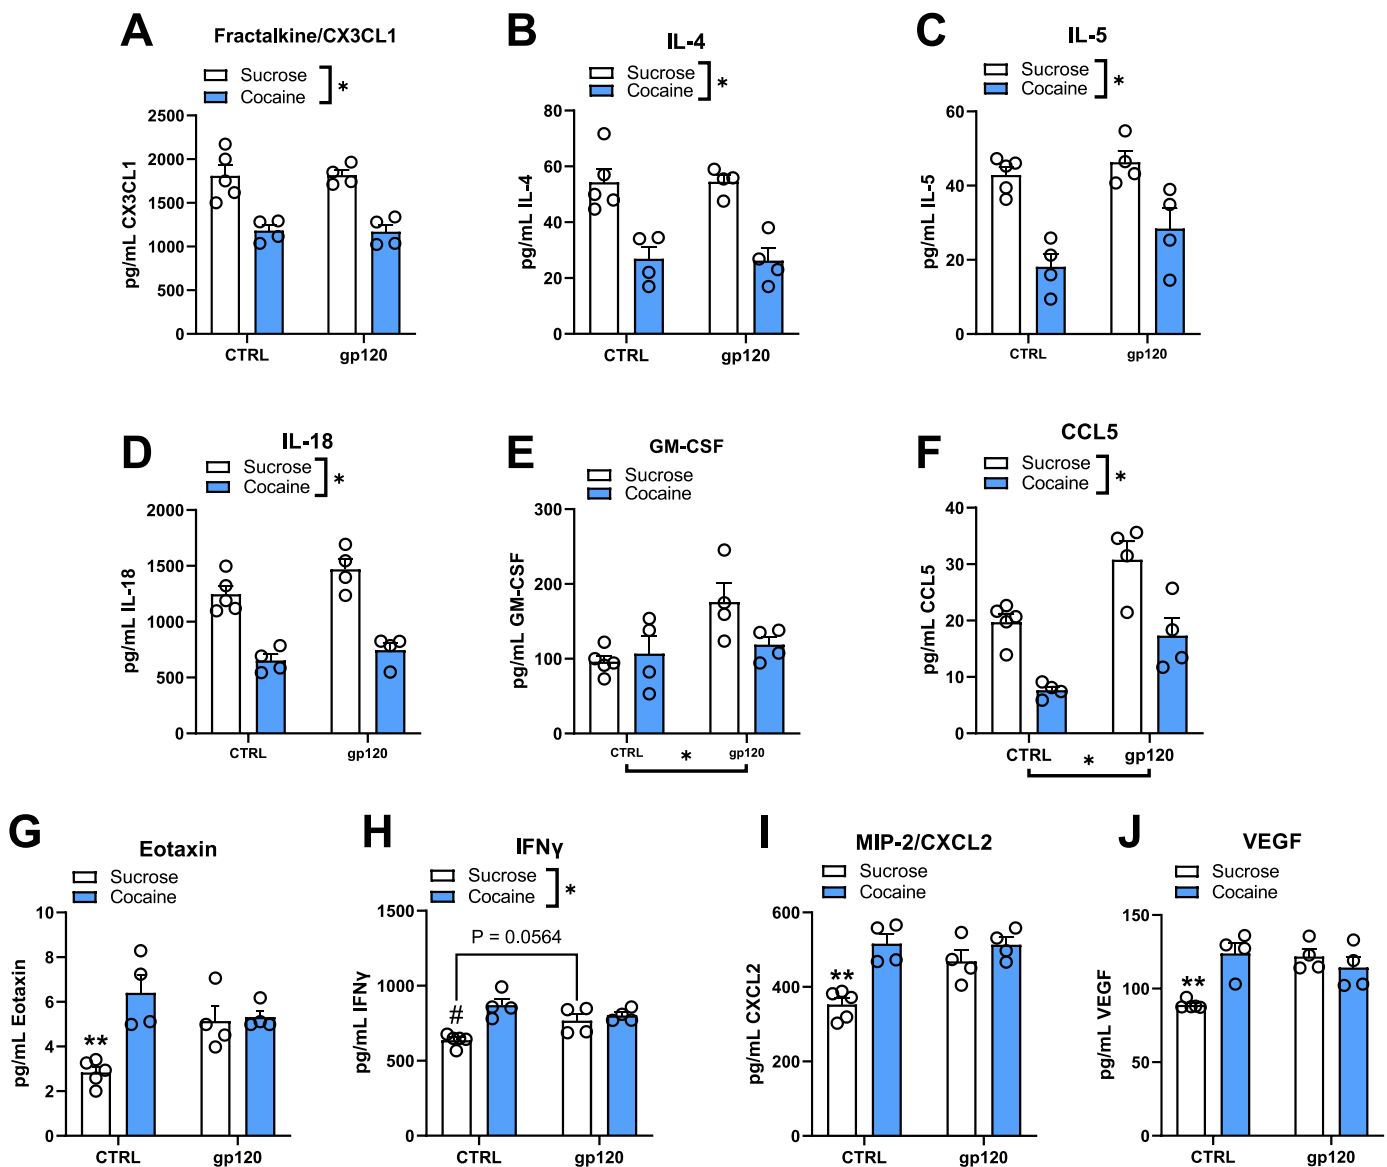 A
Fractalkine/CX3CL1
Sucrose
Cocaine
*
pg/mL CX3CL1
2500
2000
1500
1000
500
0
CTRL
gp120
B
IL-4
Sucrose
Cocaine
*
pg/mL IL-4
80
60
40
20
0
CTRL
gp120
C
IL-5
Sucrose
Cocaine
*
pg/mL IL-5
60
40
20
0
CTRL
gp120
D
IL-18
Sucrose
Cocaine
*
pg/mL IL-18
2000
1500
1000
500
0
CTRL
gp120
E
GM-CSF
Sucrose
Cocaine
pg/mL GM-CSF
300
200
100
0
CTRL
gp120
*
F
CCL5
Sucrose
Cocaine
*
pg/mL CCL5
40
30
20
10
0
CTRL
gp120
*
G
Eotaxin
Sucrose
Cocaine
pg/mL Eotaxin
10
8
6
4
2
0
**
CTRL
gp120
H
IFNγ
Sucrose
Cocaine
*
pg/mL IFNγ
1500
1000
500
0
P = 0.0564
#
CTRL
gp120
I
MIP-2/CXCL2
Sucrose
Cocaine
pg/mL CXCL2
600
400
200
0
**
CTRL
gp120
J
VEGF
Sucrose
Cocaine
pg/mL VEGF
150
100
50
0
**
CTRL
gp120